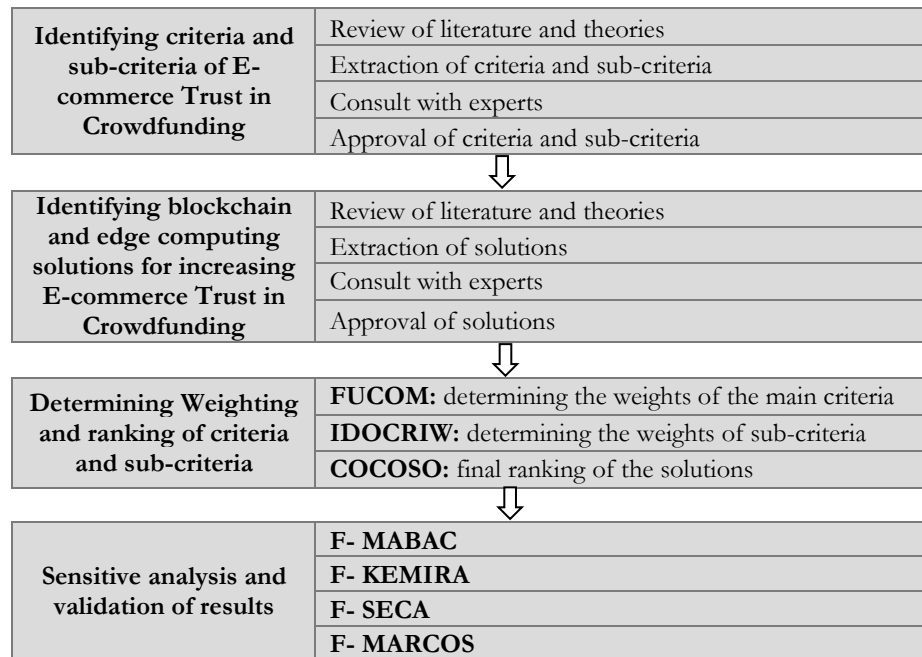 Identifying criteria and
sub-criteria of E-
commerce Trust in
Crowdfunding
Review of literature and theories
Extraction of criteria and sub-criteria
Consult with experts
Approval of criteria and sub-criteria
Identifying blockchain
and edge computing
solutions for increasing
E-commerce Trust in
Crowdfunding
Review of literature and theories
Extraction of solutions
Consult with experts
Approval of solutions
Determining Weighting
and ranking of criteria
and sub-criteria
FUCOM: determining the weights of the main criteria
IDOCRIW: determining the weights of sub-criteria
COCOSO: final ranking of the solutions
Sensitive analysis and
validation of results
F- MABAC
F- KEMIRA
F- SECA
F- MARCOS